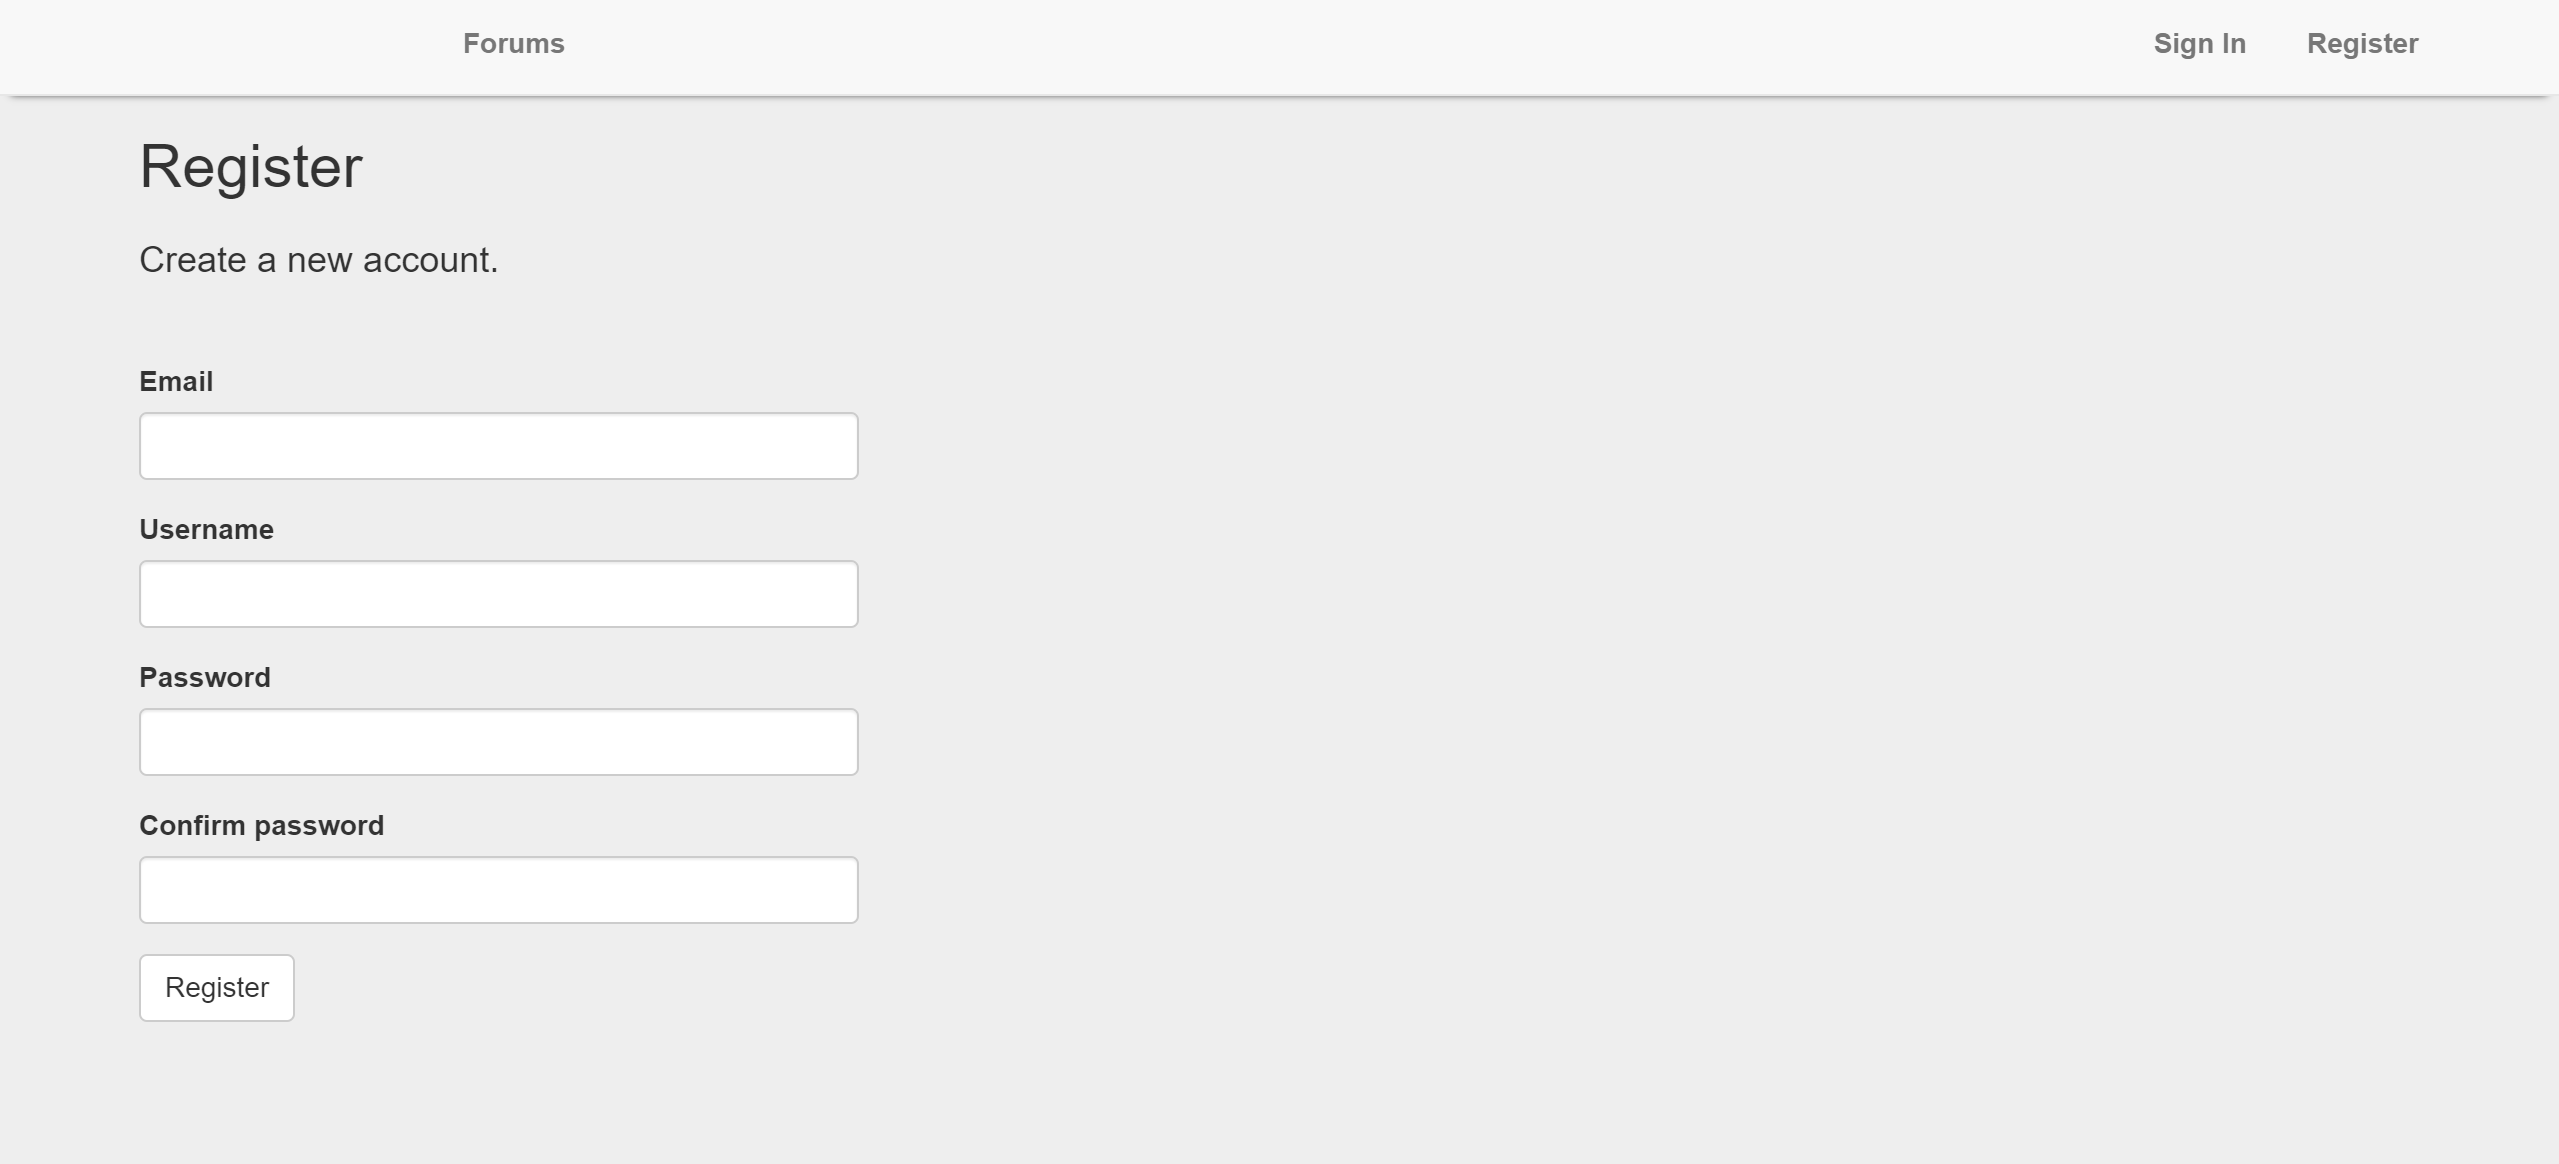 Forums Sign In Register
Register
Create a new account.
Email
Username
Password
Confirm password
Register